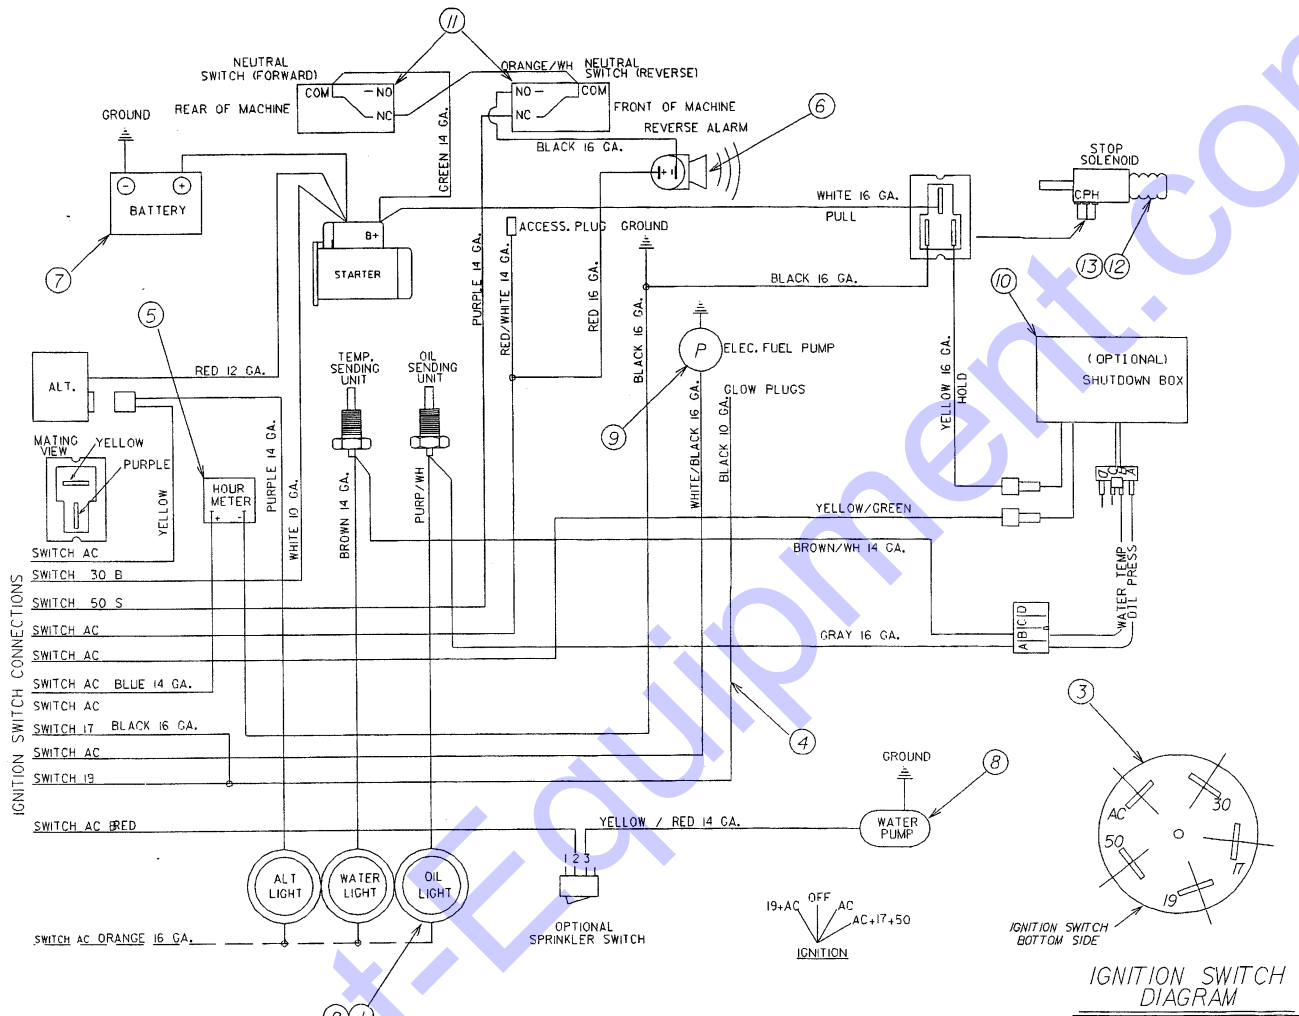 11
NEUTRAL
SWITCH (FORWARD)
COM
NO
NC
REAR OF MACHINE
ORANGE/WH
NEUTRAL
SWITCH (REVERSE)
NO
COM
NC
FRONT OF MACHINE
REVERSE ALARM
6
GROUND
BLACK 16 GA.
GREEN 14 GA.
- +
BATTERY
7
B+
STARTER
+ -
ACCESS. PLUG
GROUND
WHITE 16 GA.
PULL
STOP
SOLENOID
CPH
13 12
PURPLE 14 GA.
RED/WHITE 14 GA.
RED 16 GA.
BLACK 16 GA.
BLACK 16 GA.
10
5
ALT.
RED 12 GA.
TEMP.
SENDING
UNIT
OIL
SENDING
UNIT
P
ELEC. FUEL PUMP
9
GLOW PLUGS
YELLOW 16 GA.
HOLD
(OPTIONAL)
SHUTDOWN BOX
MATING
VIEW
YELLOW
PURPLE
YELLOW
HOUR
METER
+ -
PURPLE 14 GA.
WHITE 10 GA.
BROWN 14 GA.
PURP/WH
WHITE/BLACK 16 GA.
BLACK 10 GA.
D C B A
YELLOW/GREEN
BROWN/WH 14 GA.
WATER TEMP
OIL PRESS
GRAY 16 GA.
A B C D
IGNITION SWITCH CONNECTIONS
SWITCH AC
SWITCH 30 B
SWITCH 50 S
SWITCH AC
SWITCH AC
SWITCH AC BLUE 14 GA.
SWITCH AC
SWITCH 17 BLACK 16 GA.
SWITCH AC
SWITCH 19
SWITCH AC RED
4
YELLOW / RED 14 GA.
GROUND
8
WATER
PUMP
3
AC
30
50
17
19
IGNITION SWITCH
BOTTOM SIDE
ALT
LIGHT
WATER
LIGHT
OIL
LIGHT
1 2 3
OPTIONAL
SPRINKLER SWITCH
19+AC OFF AC
AC+17+50
IGNITION
SWITCH AC ORANGE 16 GA.
2 1
IGNITION SWITCH
DIAGRAM
t-Equipment.co